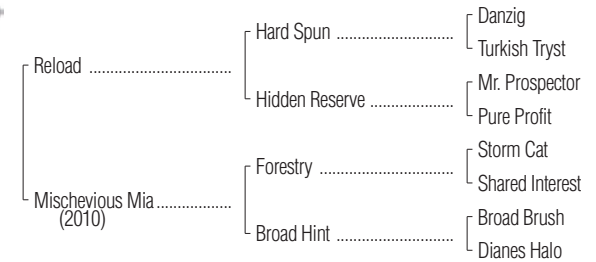 Danzig
Hard Spun ............................
Turkish Tryst
Reload .................................
Mr. Prospector
Hidden Reserve ....................
Pure Profit
Storm Cat
Forestry ................................
Shared Interest
Mischevious Mia..................
(2010)
Broad Brush
Broad Hint ............................
Dianes Halo